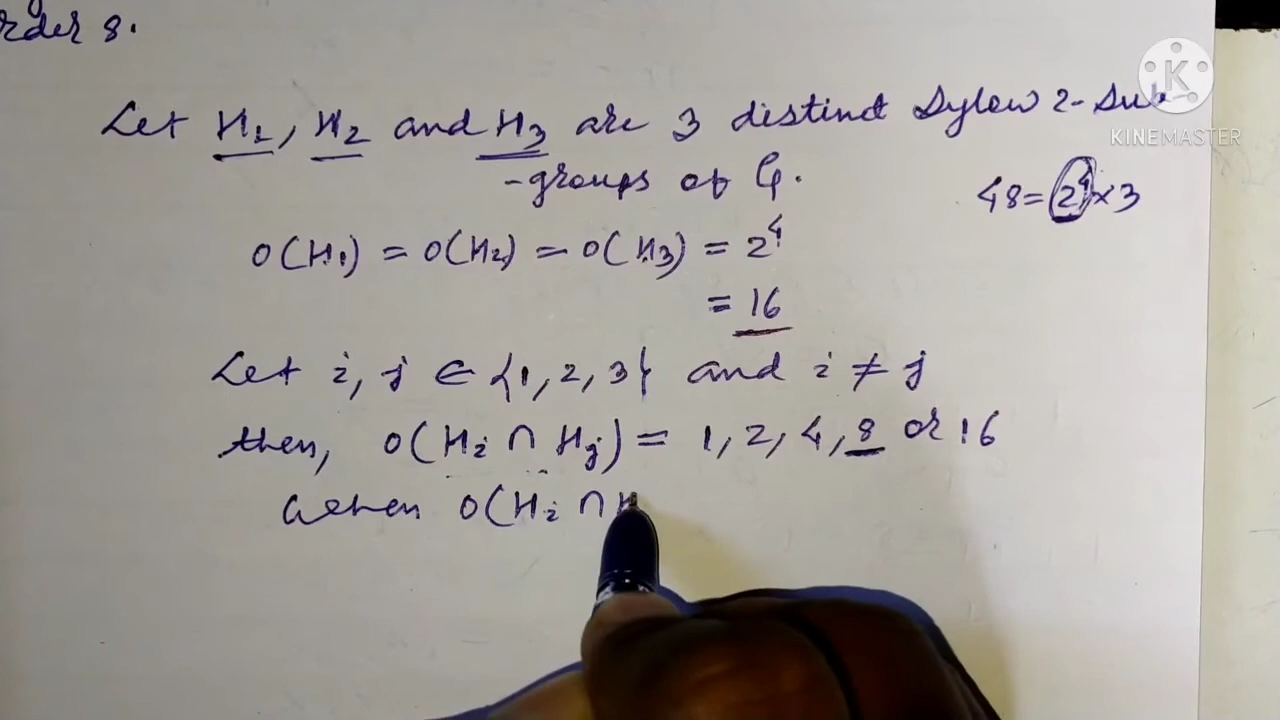 order 8.
Let H1, H2 and H3 are 3 distinct Sylow 2-Sub-
-groups of G.
48 = 2^4 × 3
O(H1) = O(H2) = O(H3) = 2^4
= 16
Let i, j ∈ {1, 2, 3} and i ≠ j
then, O(Hi ∩ Hj) = 1, 2, 4, 8 or 16
When O(Hi ∩ H
K
KINEMASTER